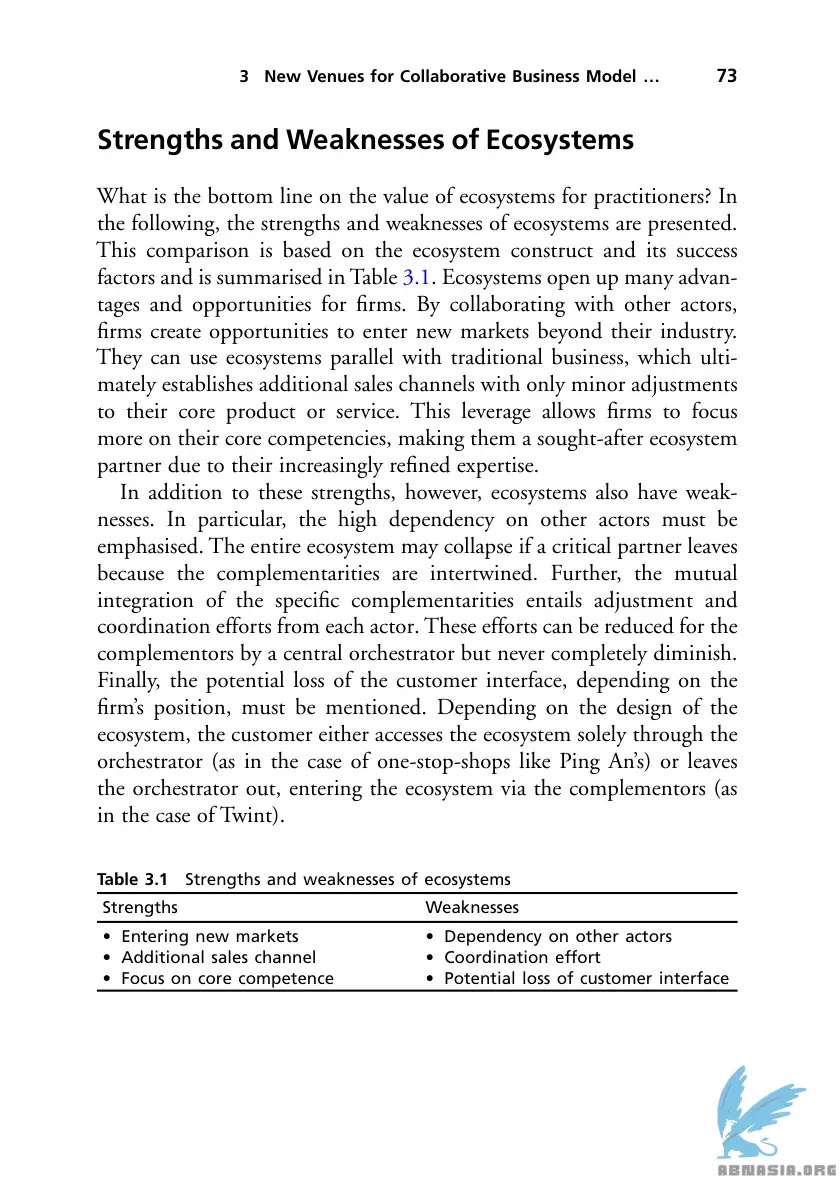 3 New Venues for Collaborative Business Model … 73
Strengths and Weaknesses of Ecosystems
What is the bottom line on the value of ecosystems for practitioners? In
the following, the strengths and weaknesses of ecosystems are presented.
This comparison is based on the ecosystem construct and its success
factors and is summarised in Table 3.1. Ecosystems open up many advan-
tages and opportunities for firms. By collaborating with other actors,
firms create opportunities to enter new markets beyond their industry.
They can use ecosystems parallel with traditional business, which ulti-
mately establishes additional sales channels with only minor adjustments
to their core product or service. This leverage allows firms to focus
more on their core competencies, making them a sought-after ecosystem
partner due to their increasingly refined expertise.
In addition to these strengths, however, ecosystems also have weak-
nesses. In particular, the high dependency on other actors must be
emphasised. The entire ecosystem may collapse if a critical partner leaves
because the complementarities are intertwined. Further, the mutual
integration of the specific complementarities entails adjustment and
coordination efforts from each actor. These efforts can be reduced for the
complementors by a central orchestrator but never completely diminish.
Finally, the potential loss of the customer interface, depending on the
firm's position, must be mentioned. Depending on the design of the
ecosystem, the customer either accesses the ecosystem solely through the
orchestrator (as in the case of one-stop-shops like Ping An's) or leaves
the orchestrator out, entering the ecosystem via the complementors (as
in the case of Twint).
Table 3.1 Strengths and weaknesses of ecosystems
Strengths Weaknesses
• Entering new markets • Dependency on other actors
• Additional sales channel • Coordination effort
• Focus on core competence • Potential loss of customer interface
ABNASIA.ORG